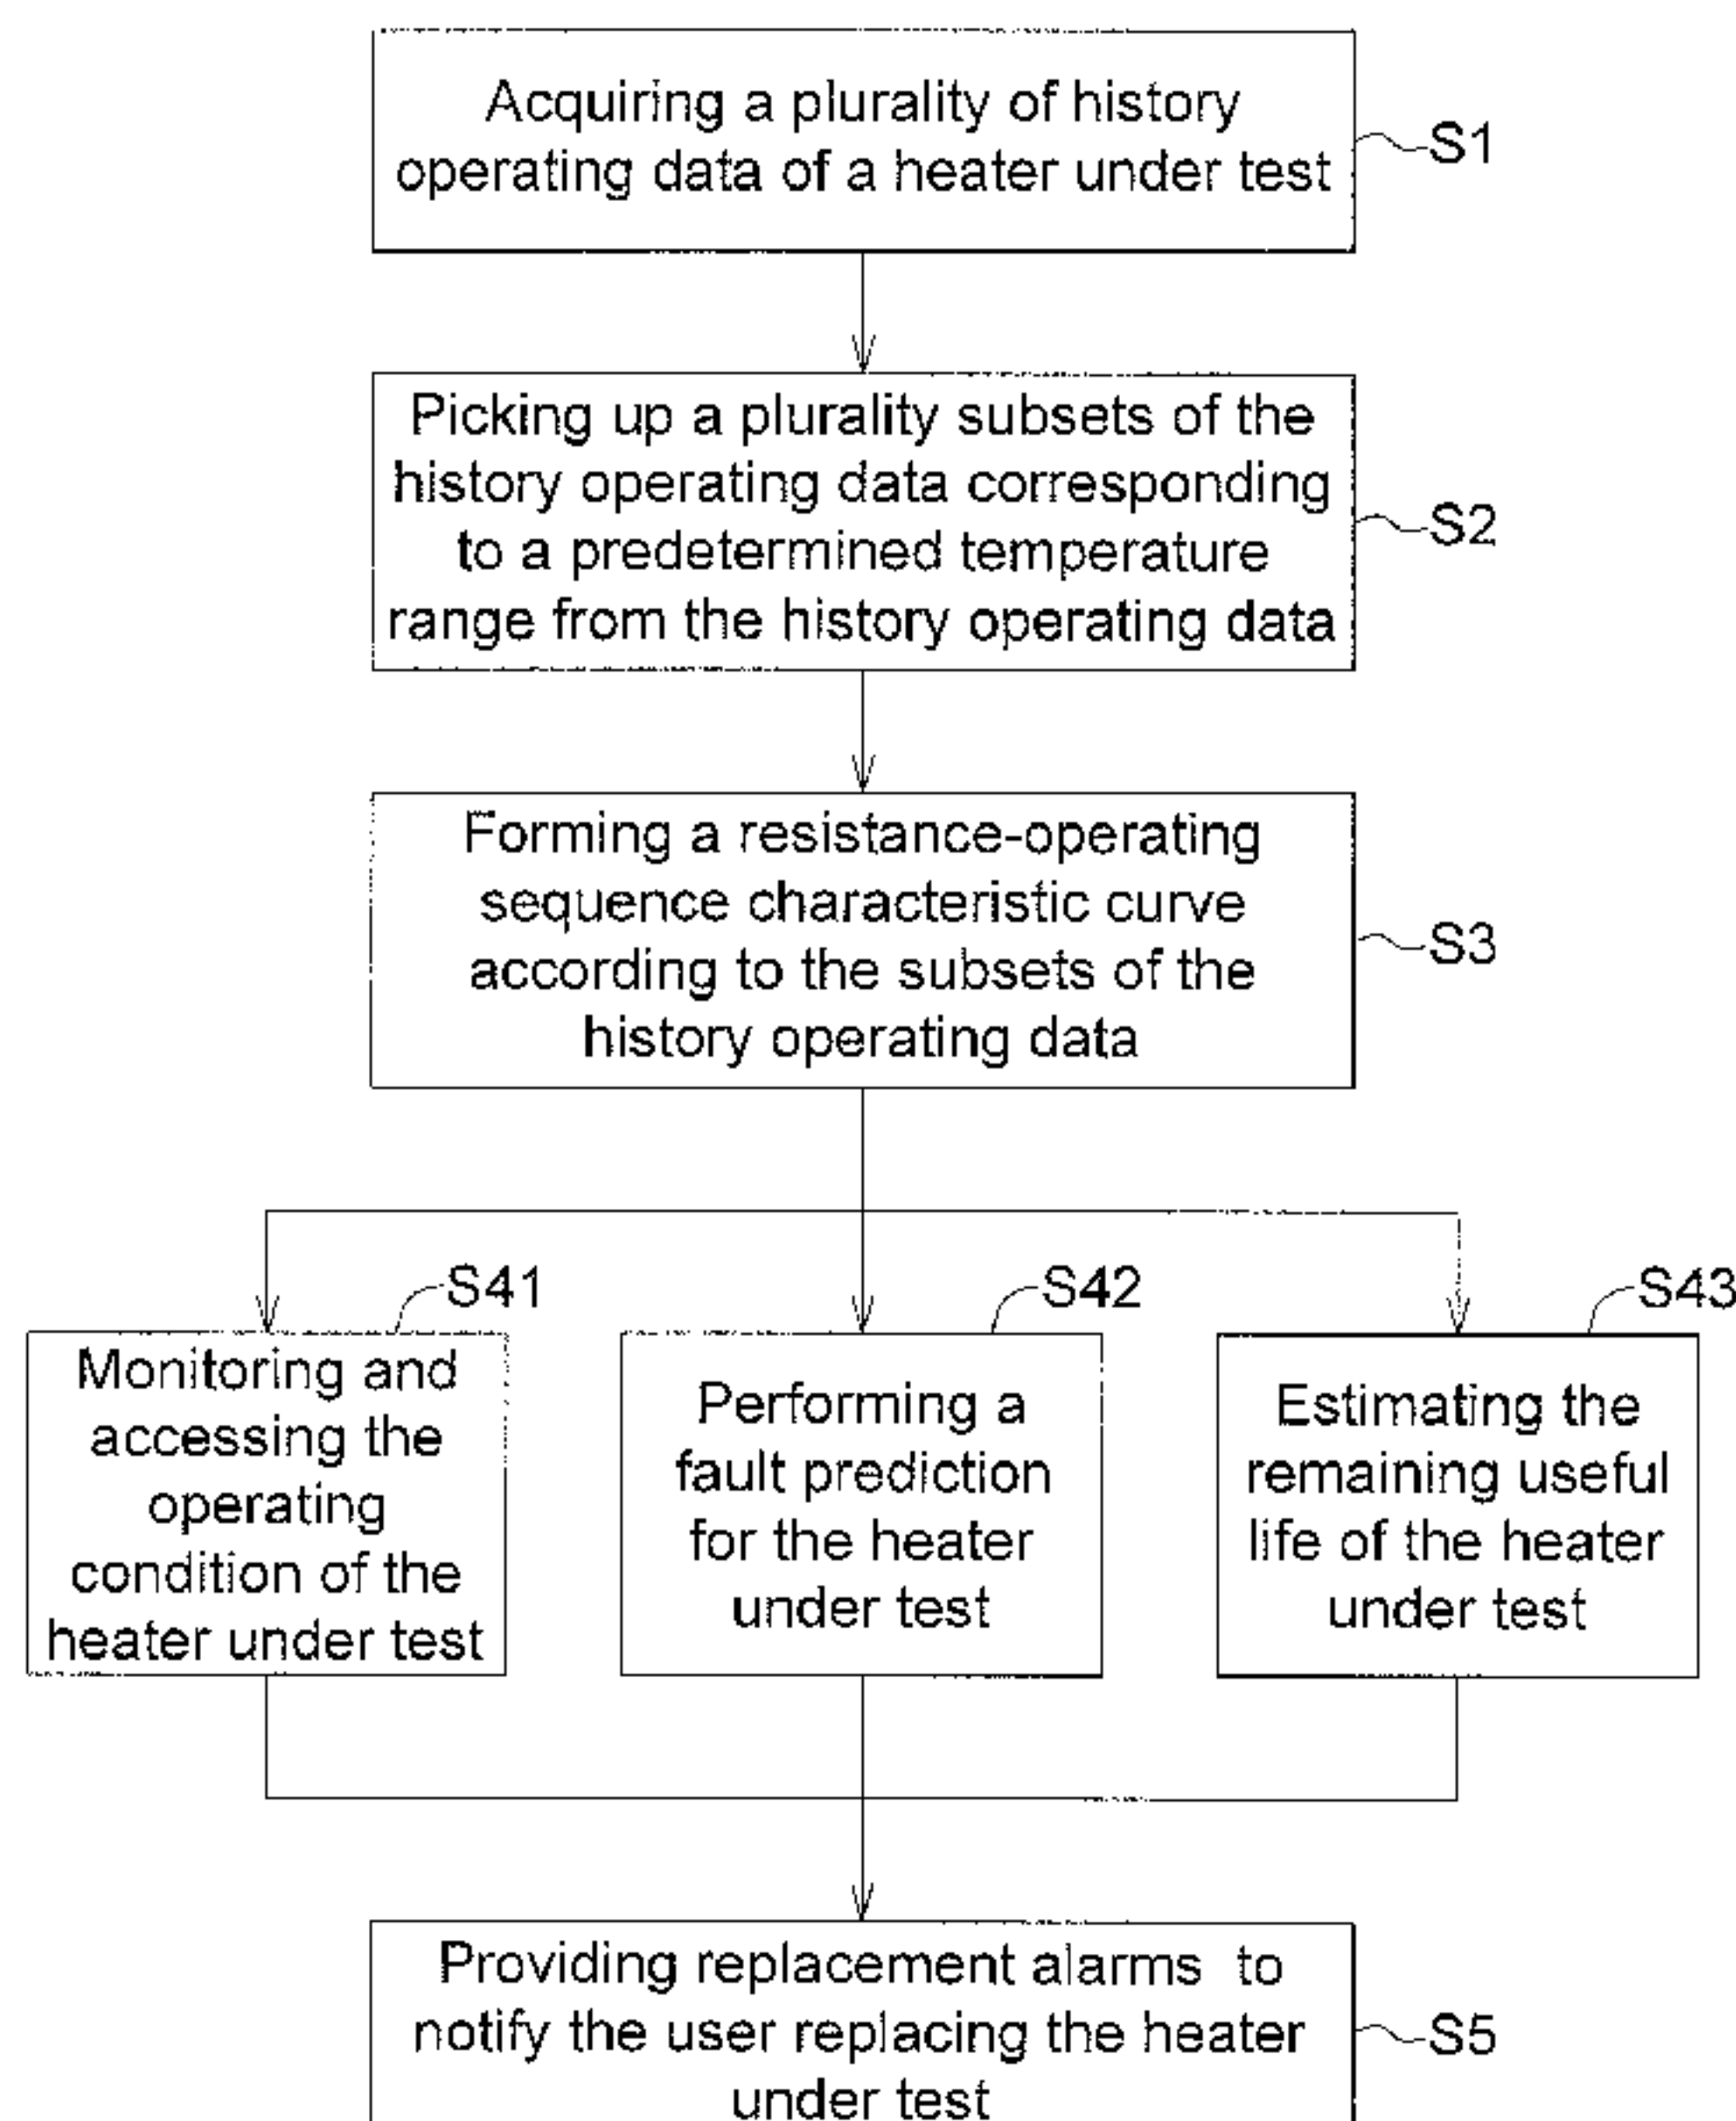 Acquiring a plurality of history
operating data of a heater under test
S1
Picking up a plurality subsets of the
history operating data corresponding
to a predetermined temperature
range from the history operating data
S2
Forming a resistance-operating
sequence characteristic curve
according to the subsets of the
history operating data
S3
S41
Monitoring and
accessing the
operating
condition of the
heater under test
S42
Performing a
fault prediction
for the heater
under test
S43
Estimating the
remaining useful
life of the heater
under test
Providing replacement alarms to
notify the user replacing the heater
under test
S5